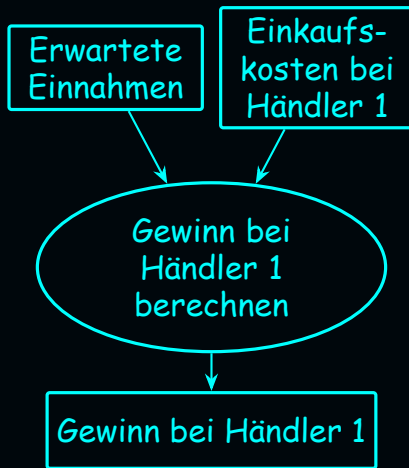 Erwartete
Einnahmen
Einkaufs-
kosten bei
Händler 1
Gewinn bei
Händler 1
berechnen
Gewinn bei Händler 1